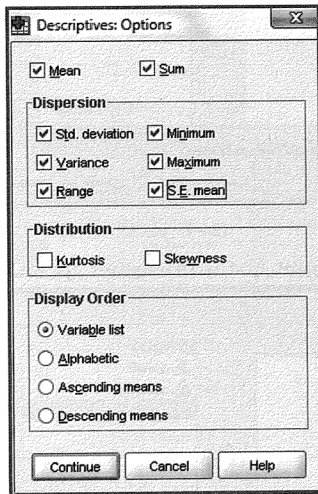 Descriptives: Options
Mean Sum
Dispersion
Std. deviation Minimum
Variance Maximum
Range S.E. mean
Distribution
Kurtosis Skewness
Display Order
Variable list
Alphabetic
Ascending means
Descending means
Continue Cancel Help